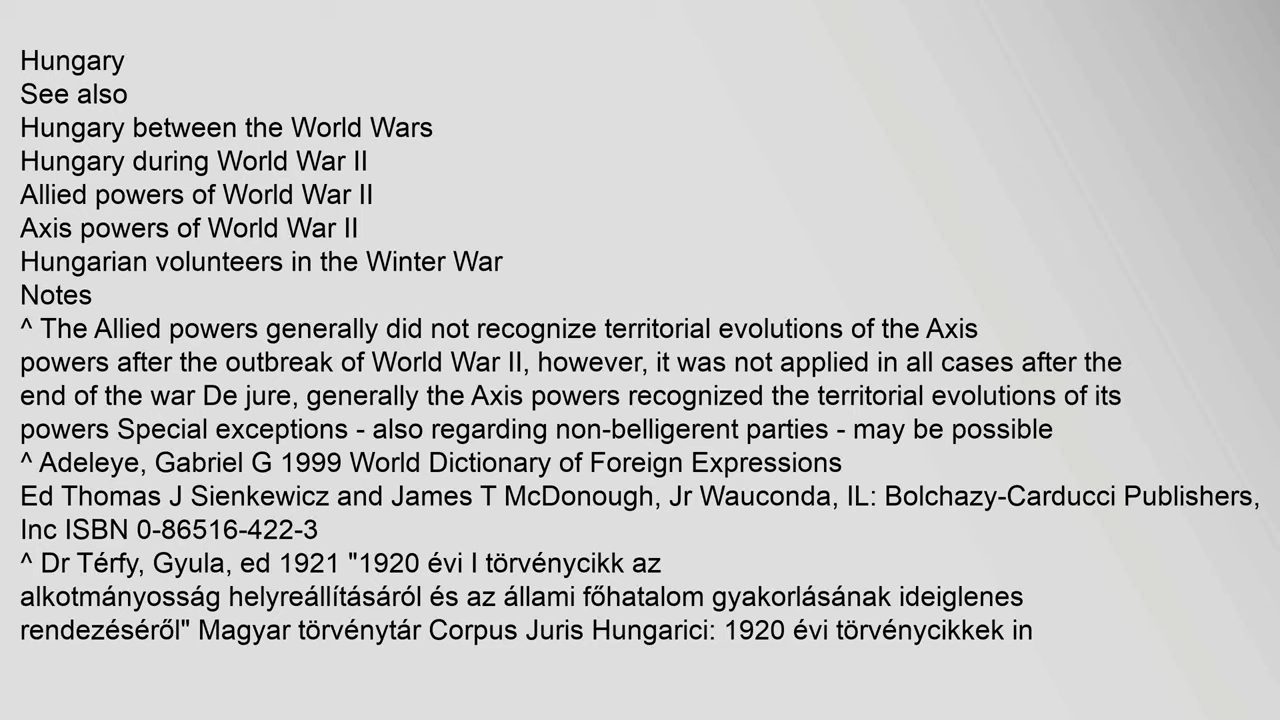 Hungary
See also
Hungary between the World Wars
Hungary during World War II
Allied powers of World War II
Axis powers of World War II
Hungarian volunteers in the Winter War
Notes
^ The Allied powers generally did not recognize territorial evolutions of the Axis
powers after the outbreak of World War II, however, it was not applied in all cases after the
end of the war De jure, generally the Axis powers recognized the territorial evolutions of its
powers Special exceptions - also regarding non-belligerent parties - may be possible
^ Adeleye, Gabriel G 1999 World Dictionary of Foreign Expressions
Ed Thomas J Sienkewicz and James T McDonough, Jr Wauconda, IL: Bolchazy-Carducci Publishers,
Inc ISBN 0-86516-422-3
^ Dr Térfy, Gyula, ed 1921 "1920 évi I törvénycikk az
alkotmányosság helyreállításáról és az állami főhatalom gyakorlásának ideiglenes
rendezéséről" Magyar törvénytár Corpus Juris Hungarici: 1920 évi törvénycikkek in